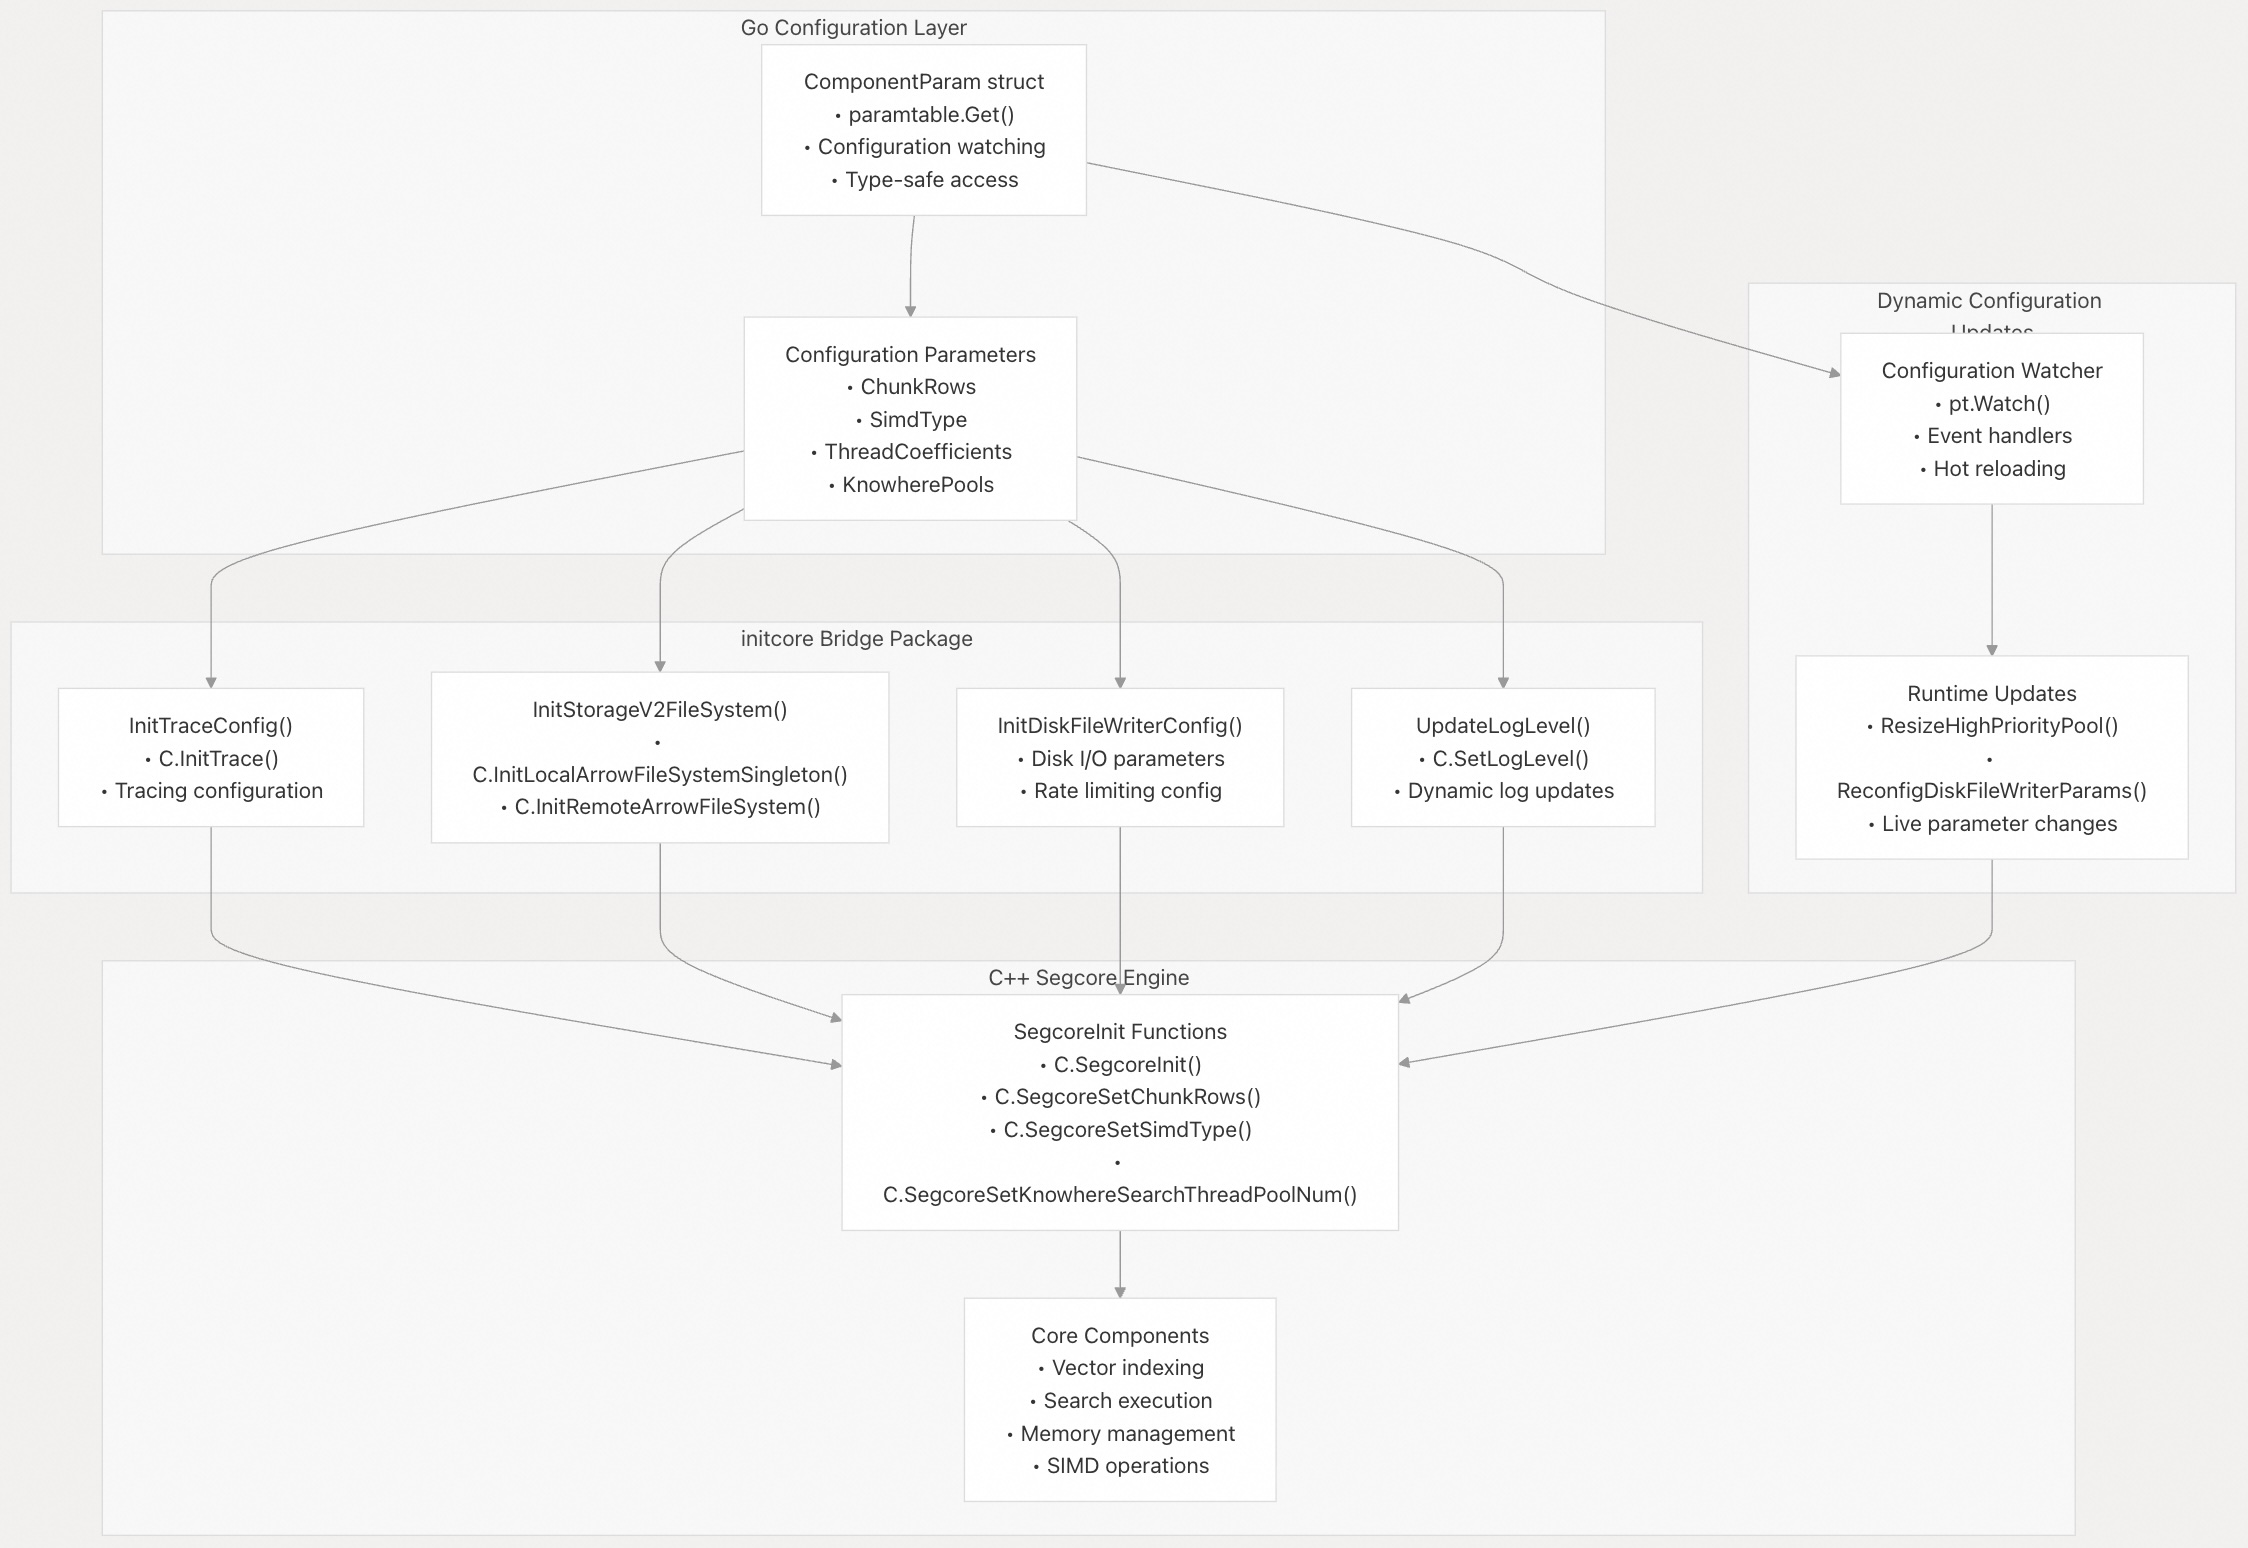 Go Configuration Layer
ComponentParam struct
• paramtable.Get()
• Configuration watching
• Type-safe access
Configuration Parameters
• ChunkRows
• SimdType
• ThreadCoefficients
• KnowherePools
Dynamic Configuration
Updates
Configuration Watcher
• pt.Watch()
• Event handlers
• Hot reloading
initcore Bridge Package
InitTraceConfig()
• C.InitTrace()
• Tracing configuration
InitStorageV2FileSystem()
•
C.InitLocalArrowFileSystemSingleton()
• C.InitRemoteArrowFileSystem()
InitDiskFileWriterConfig()
• Disk I/O parameters
• Rate limiting config
UpdateLogLevel()
• C.SetLogLevel()
• Dynamic log updates
Runtime Updates
• ResizeHighPriorityPool()
•
ReconfigDiskFileWriterParams()
• Live parameter changes
C++ Segcore Engine
SegcoreInit Functions
• C.SegcoreInit()
• C.SegcoreSetChunkRows()
• C.SegcoreSetSimdType()
•
C.SegcoreSetKnowhereSearchThreadPoolNum()
Core Components
• Vector indexing
• Search execution
• Memory management
• SIMD operations